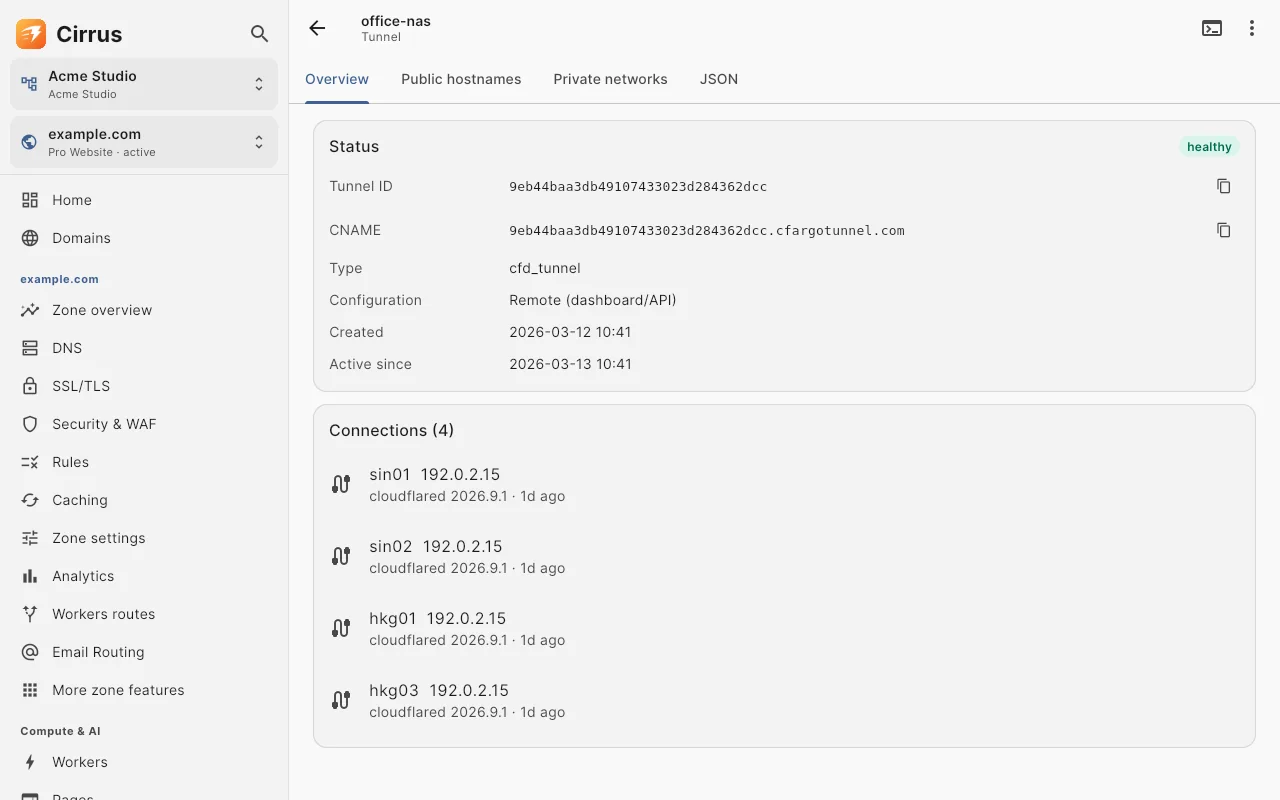 Cirrus
Acme Studio
Acme Studio
example.com
Pro Website · active
Home
Domains
example.com
Zone overview
DNS
SSL/TLS
Security & WAF
Rules
Caching
Zone settings
Analytics
Workers routes
Email Routing
More zone features
Compute & AI
Workers
Pages
office-nas
Tunnel
Overview
Public hostnames
Private networks
JSON
Status
healthy
Tunnel ID
9eb44baa3db49107433023d284362dcc
CNAME
9eb44baa3db49107433023d284362dcc.cfargotunnel.com
Type
cfd_tunnel
Configuration
Remote (dashboard/API)
Created
2026-03-12 10:41
Active since
2026-03-13 10:41
Connections (4)
sin01 192.0.2.15
cloudflared 2026.9.1 · 1d ago
sin02 192.0.2.15
cloudflared 2026.9.1 · 1d ago
hkg01 192.0.2.15
cloudflared 2026.9.1 · 1d ago
hkg03 192.0.2.15
cloudflared 2026.9.1 · 1d ago